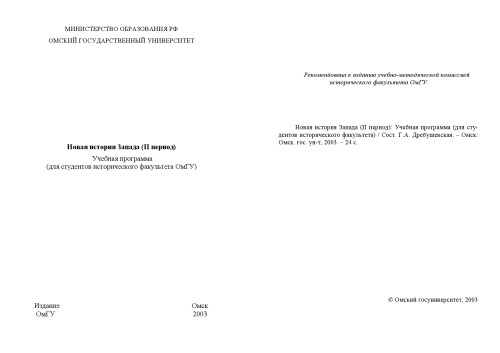 МИНИСТЕРСТВО ОБРАЗОВАНИЯ РФ
ОМСКИЙ ГОСУДАРСТВЕННЫЙ УНИВЕРСИТЕТ
Новая история Запада (II период)
Учебная программа
(для студентов исторического факультета ОмГУ)
Издание
ОмГУ
Омск
2003
Рекомендована к изданию учебно-методической комиссией
исторического факультета ОмГУ.
Новая история Запада (II период): Учебная программа (для сту-
дентов исторического факультета) / Сост. Г.А. Дребушевская. – Омск:
Омск. гос. ун-т, 2003. – 24 с.
© Омский госуниверситет, 2003